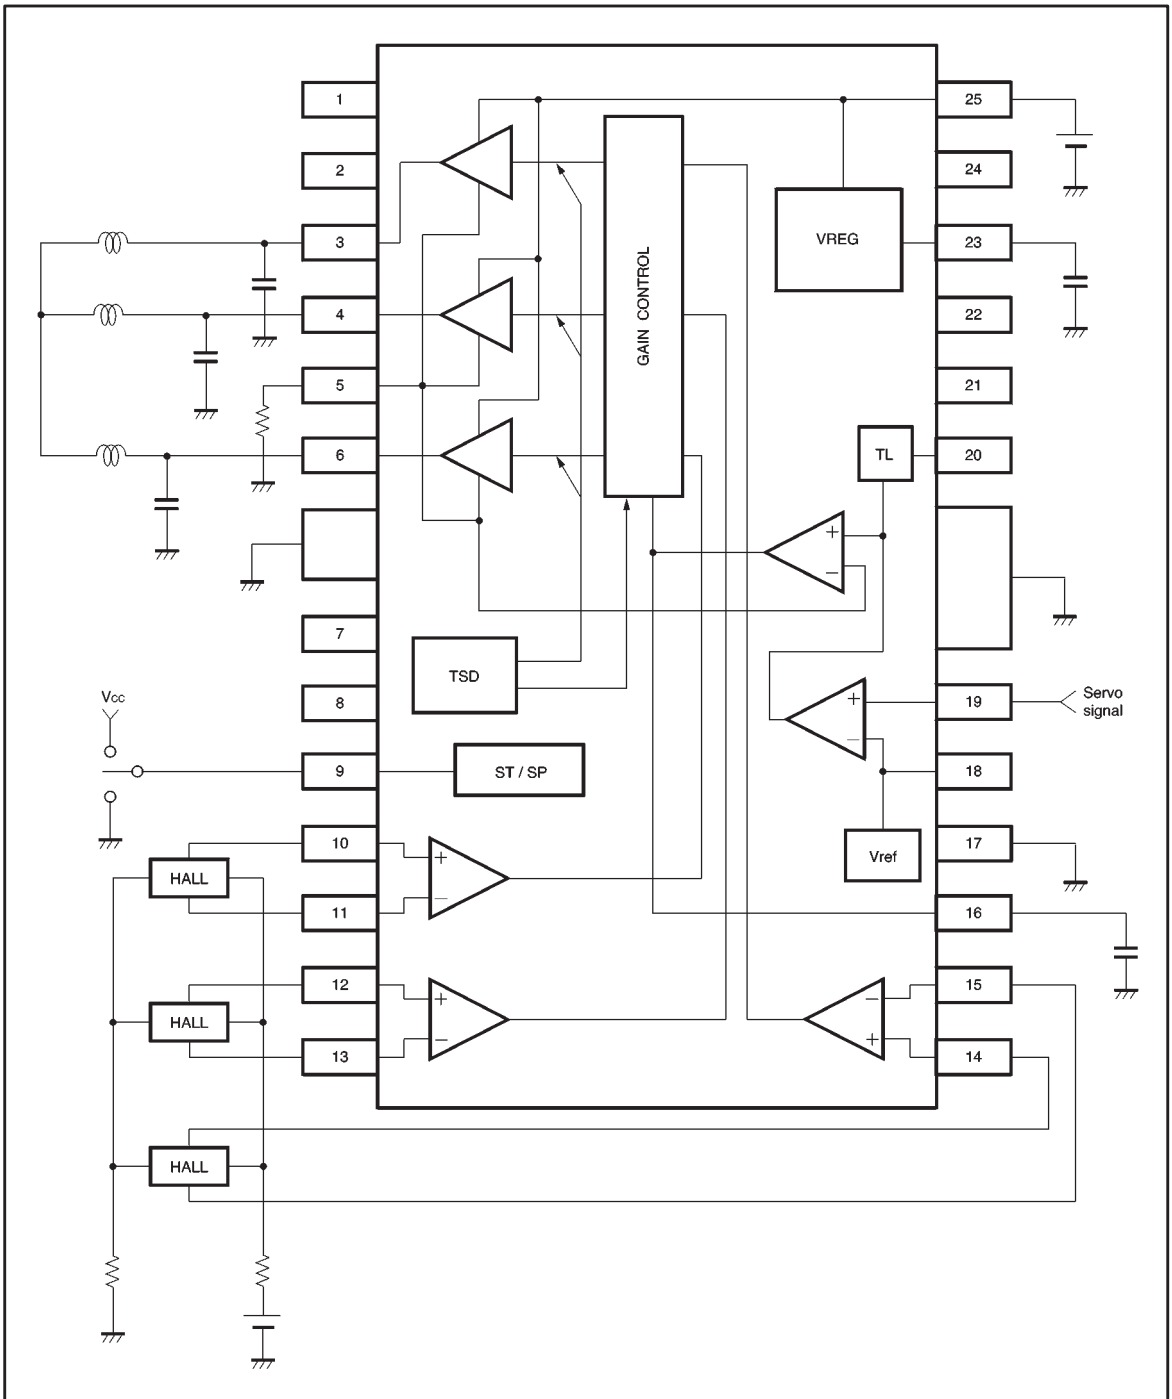 1
25
2
24
3
VREG
23
GAIN CONTROL
4
22
5
21
6
TL
20
+
−
7
TSD
8
Vcc
+
19
Servo
signal
−
9
ST / SP
18
10
+
Vref
17
HALL
11
−
16
12
+
−
15
HALL
13
−
+
14
HALL